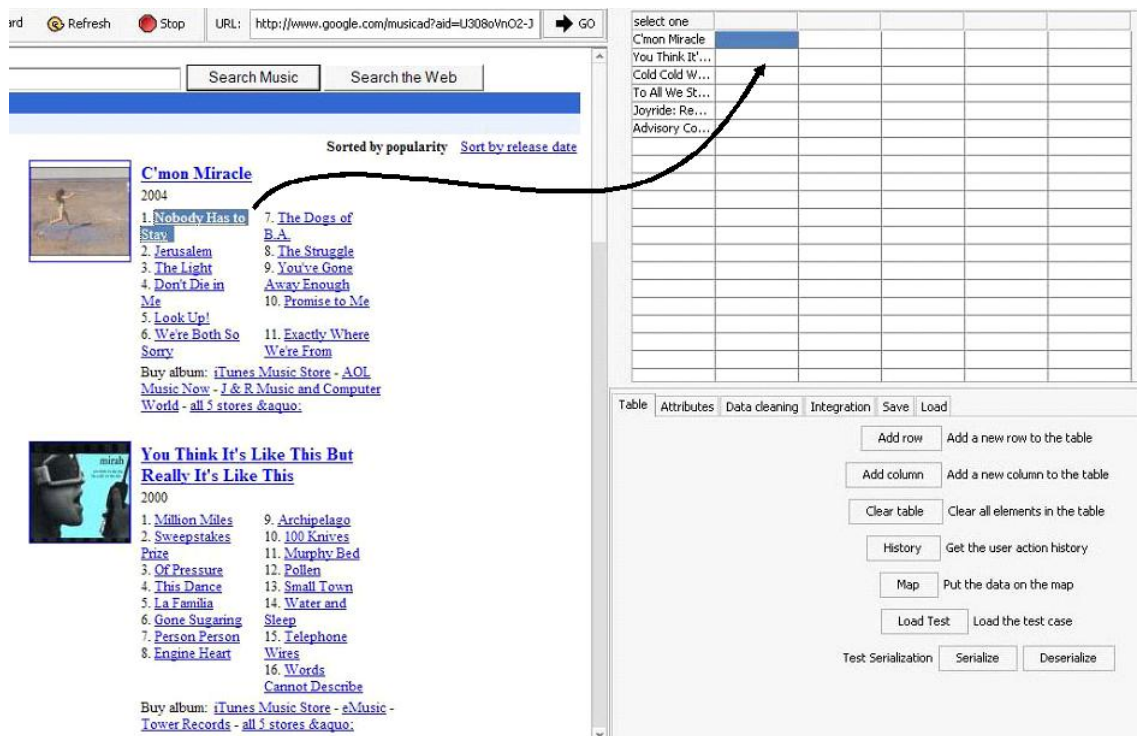 ard Refresh Stop URL: http://www.google.com/musicad?aid=U308oVnO2-J GO
Search Music Search the Web
Sorted by popularity Sort by release date
C'mon Miracle
2004
1. Nobody Has to
Stay
2. Jerusalem
3. The Light
4. Don't Die in
Me
5. Look Up!
6. We're Both So
Sorry
7. The Dogs of
B.A.
8. The Struggle
9. You've Gone
Away Enough
10. Promise to Me
11. Exactly Where
We're From
Buy album: iTunes Music Store - AOL
Music Now - J & R Music and Computer
World - all 5 stores &aquo;
mirah
You Think It's Like This But
Really It's Like This
2000
1. Million Miles
2. Sweepstakes
Prize
3. Of Pressure
4. This Dance
5. La Familia
6. Gone Sugaring
7. Person Person
8. Engine Heart
9. Archipelago
10. 100 Knives
11. Murphy Bed
12. Pollen
13. Small Town
14. Water and
Sleep
15. Telephone
Wires
16. Words
Cannot Describe
Buy album: iTunes Music Store - eMusic -
Tower Records - all 5 stores &aquo;
select one
C'mon Miracle
You Think It'...
Cold Cold W...
To All We St...
Joyride: Re...
Advisory Co...
Table Attributes Data cleaning Integration Save Load
Add row Add a new row to the table
Add column Add a new column to the table
Clear table Clear all elements in the table
History Get the user action history
Map Put the data on the map
Load Test Load the test case
Test Serialization Serialize Deserialize